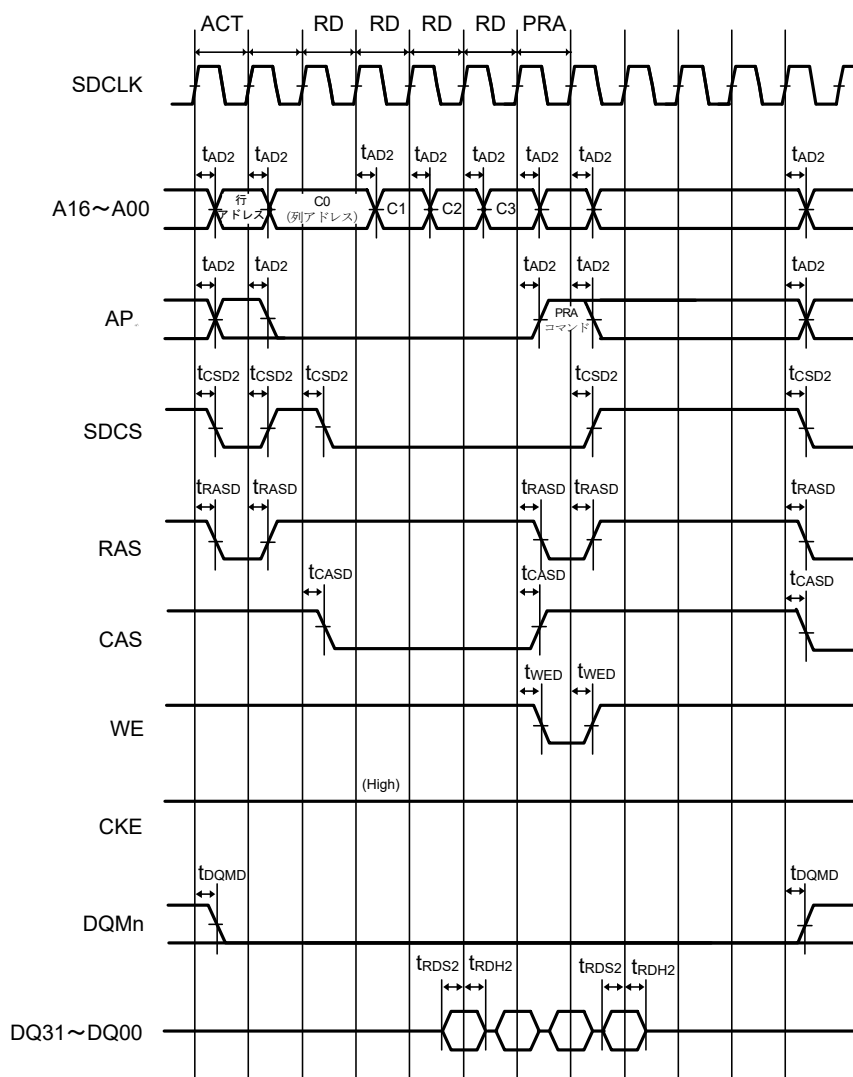 ACT RD RD RD RD PRA
SDCLK
tAD2 tAD2 tAD2 tAD2 tAD2 tAD2 tAD2 tAD2
A16～A00
行
アドレス
C0
(列アドレス)
C1 C2 C3
tAD2 tAD2 tAD2 tAD2 tAD2
AP
PRA
コマンド
tCSD2 tCSD2 tCSD2 tCSD2 tCSD2
SDCS
tRASD tRASD tRASD tRASD tRASD
RAS
tCASD tCASD tCASD
CAS
tWED tWED
WE
(High)
CKE
tDQMD tDQMD
DQMn
tRDS2 tRDH2 tRDS2 tRDH2
DQ31～DQ00